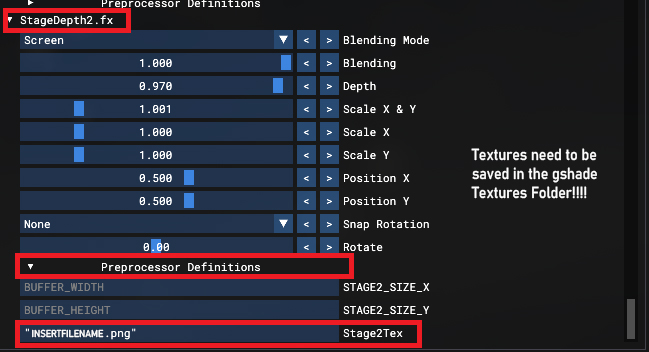 Preprocessor Definitions
StageDepth2.fx
Screen < > Blending Mode
1.000 < > Blending
0.970 < > Depth
1.001 < > Scale X & Y
1.000 < > Scale X
1.000 < > Scale Y
0.500 < > Position X
0.500 < > Position Y
None < > Snap Rotation
0.00 < > Rotate
Textures need to be
saved in the gshade
Textures Folder!!!!
Preprocessor Definitions
BUFFER_WIDTH STAGE2_SIZE_X
BUFFER_HEIGHT STAGE2_SIZE_Y
"INSERTFILENAME.png" Stage2Tex